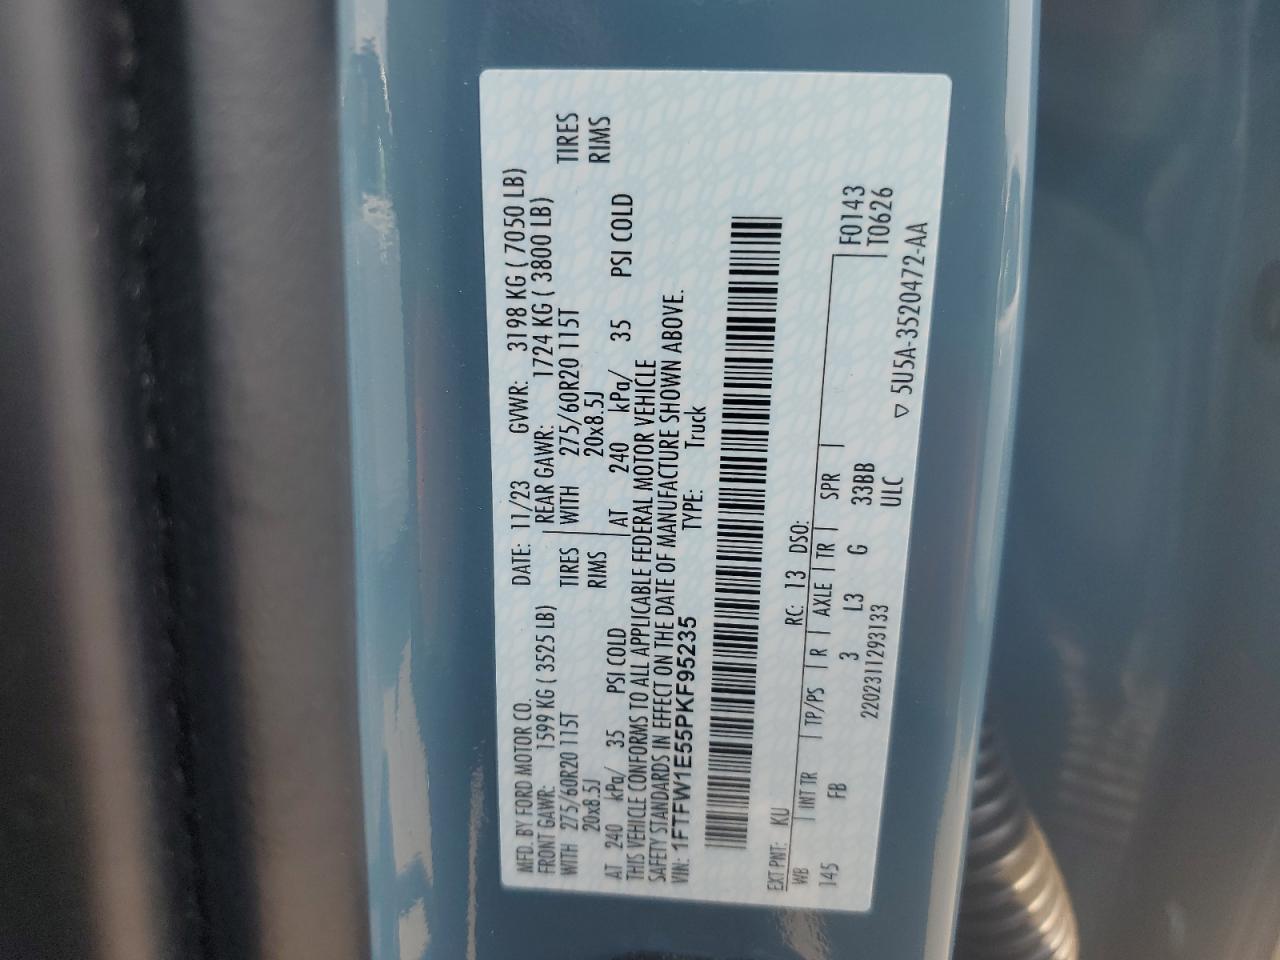 MFD. BY FORD MOTOR CO. DATE: 11/23 GVWR: 3198 KG ( 7050 LB)
FRONT GAWR: 1599 KG ( 3525 LB) REAR GAWR: 1724 KG ( 3800 LB)
WITH 275/60R20 115T TIRES WITH 275/60R20 115T TIRES
20x8.5J RIMS 20x8.5J RIMS
AT 240 kPa/ 35 PSI COLD AT 240 kPa/ 35 PSI COLD
THIS VEHICLE CONFORMS TO ALL APPLICABLE FEDERAL MOTOR VEHICLE
SAFETY STANDARDS IN EFFECT ON THE DATE OF MANUFACTURE SHOWN ABOVE.
VIN: 1FTFW1E55PKF95235 TYPE: Truck
EXT PNT: KU RC: 13 DSO:
WB INT TR TP/PS R AXLE TR SPR F0143
145 FB 3 L3 G 33BB T0626
2202311293133 ULC
▽ 5U5A-3520472-AA